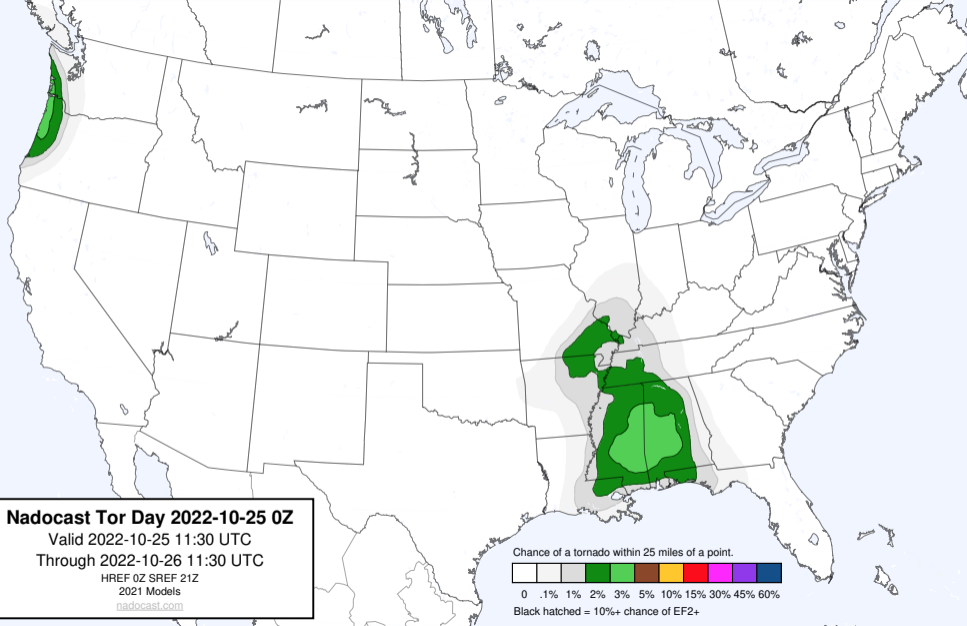 Nadocast Tor Day 2022-10-25 0Z
Valid 2022-10-25 11:30 UTC
Through 2022-10-26 11:30 UTC
HREF 0Z SREF 21Z
2021 Models
nadocast.com
Chance of a tornado within 25 miles of a point.
0 .1% 1% 2% 3% 5% 10% 15% 30% 45% 60%
Black hatched = 10%+ chance of EF2+